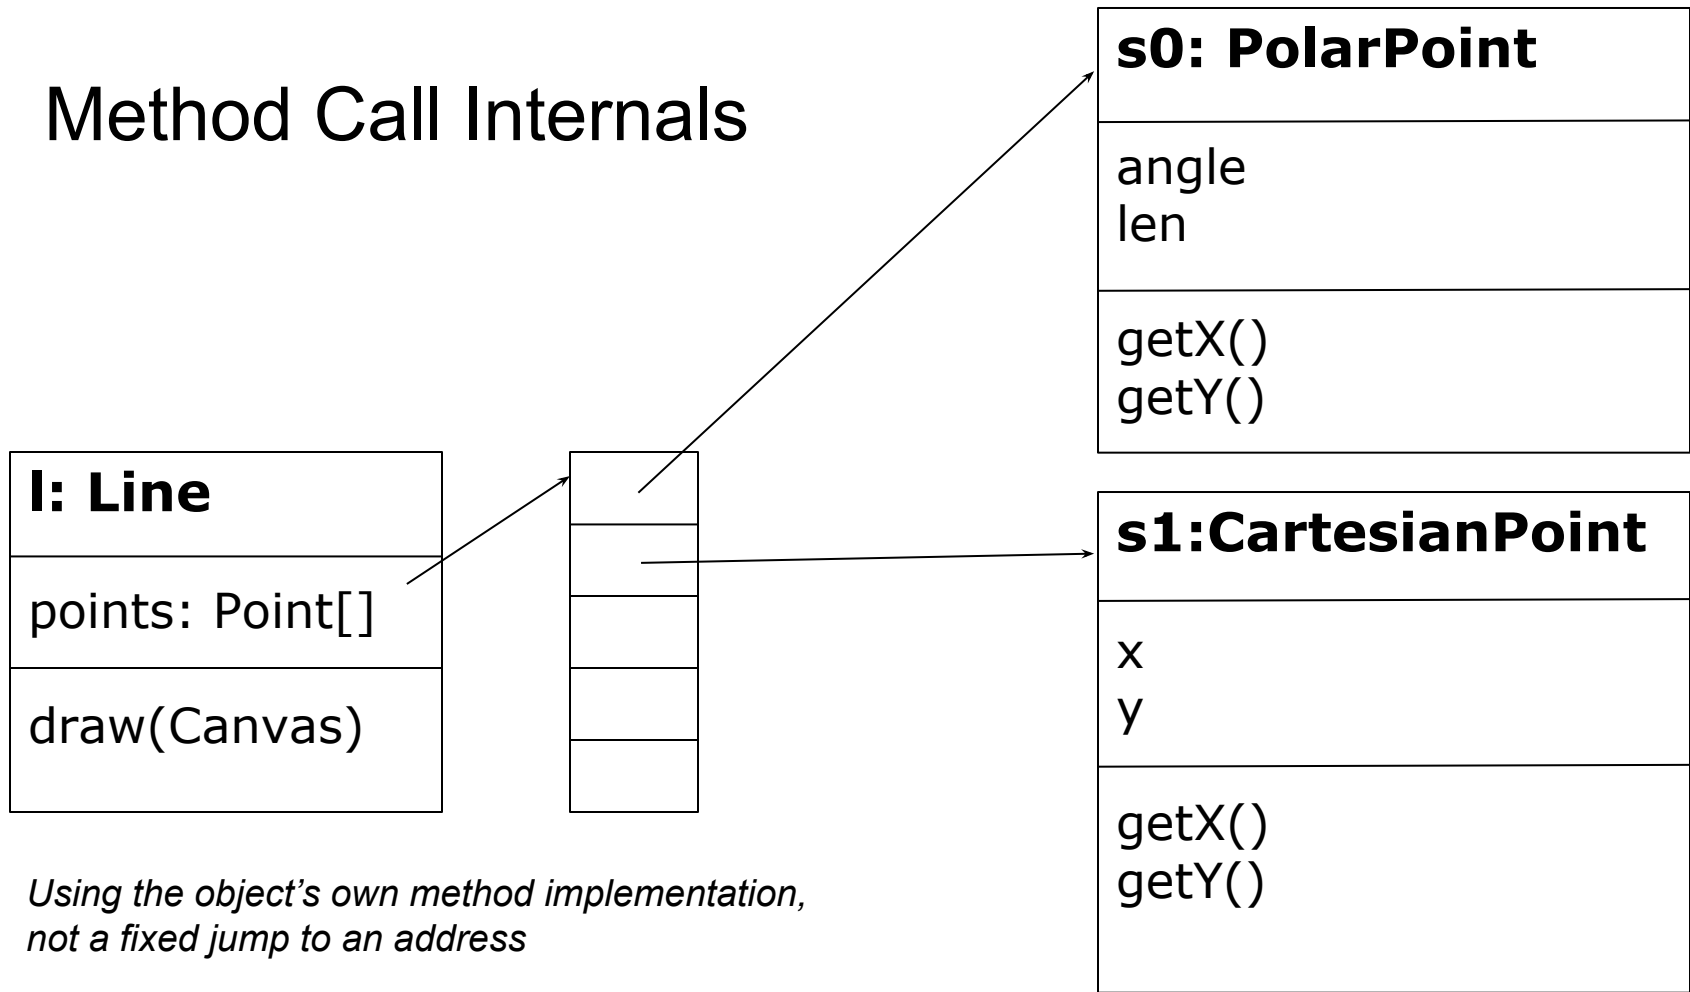 Method Call Internals
s0: PolarPoint
angle
len
getX()
getY()
l: Line
points: Point[]
draw(Canvas)
s1:CartesianPoint
x
y
getX()
getY()
Using the object’s own method implementation,
not a fixed jump to an address